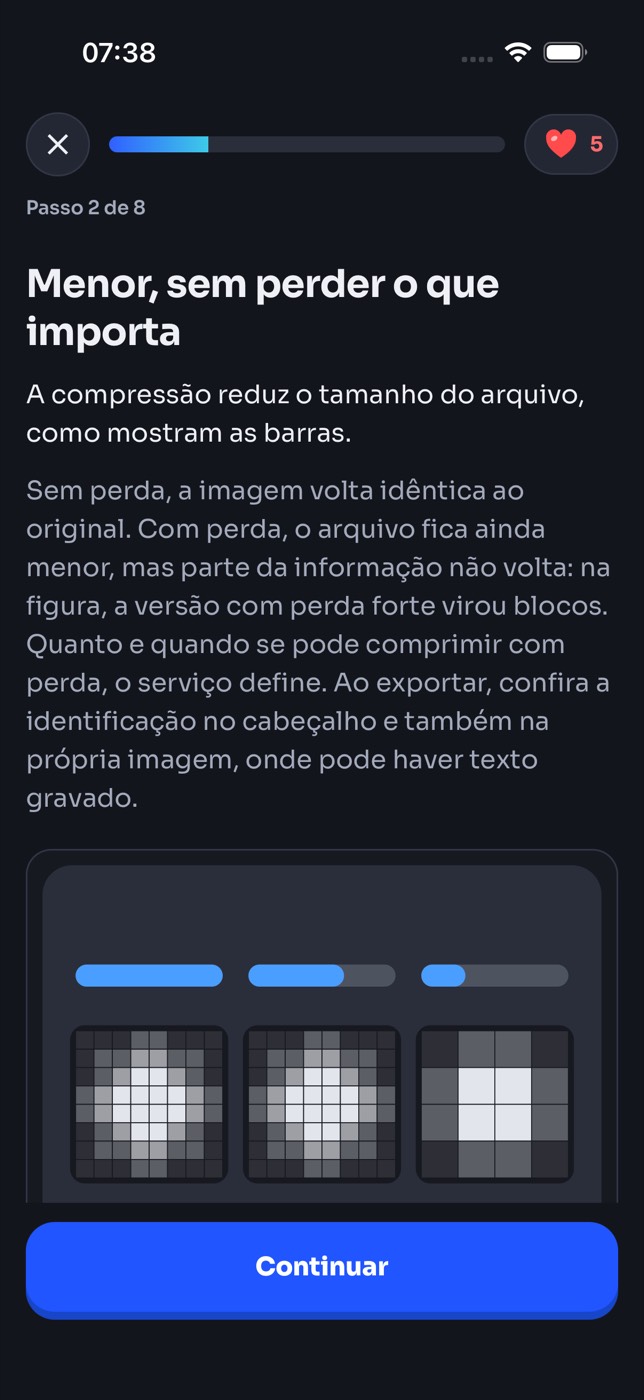 07:38
5
Passo 2 de 8
Menor, sem perder o que
importa
A compressão reduz o tamanho do arquivo,
como mostram as barras.
Sem perda, a imagem volta idêntica ao
original. Com perda, o arquivo fica ainda
menor, mas parte da informação não volta: na
figura, a versão com perda forte virou blocos.
Quanto e quando se pode comprimir com
perda, o serviço define. Ao exportar, confira a
identificação no cabeçalho e também na
própria imagem, onde pode haver texto
gravado.
Continuar